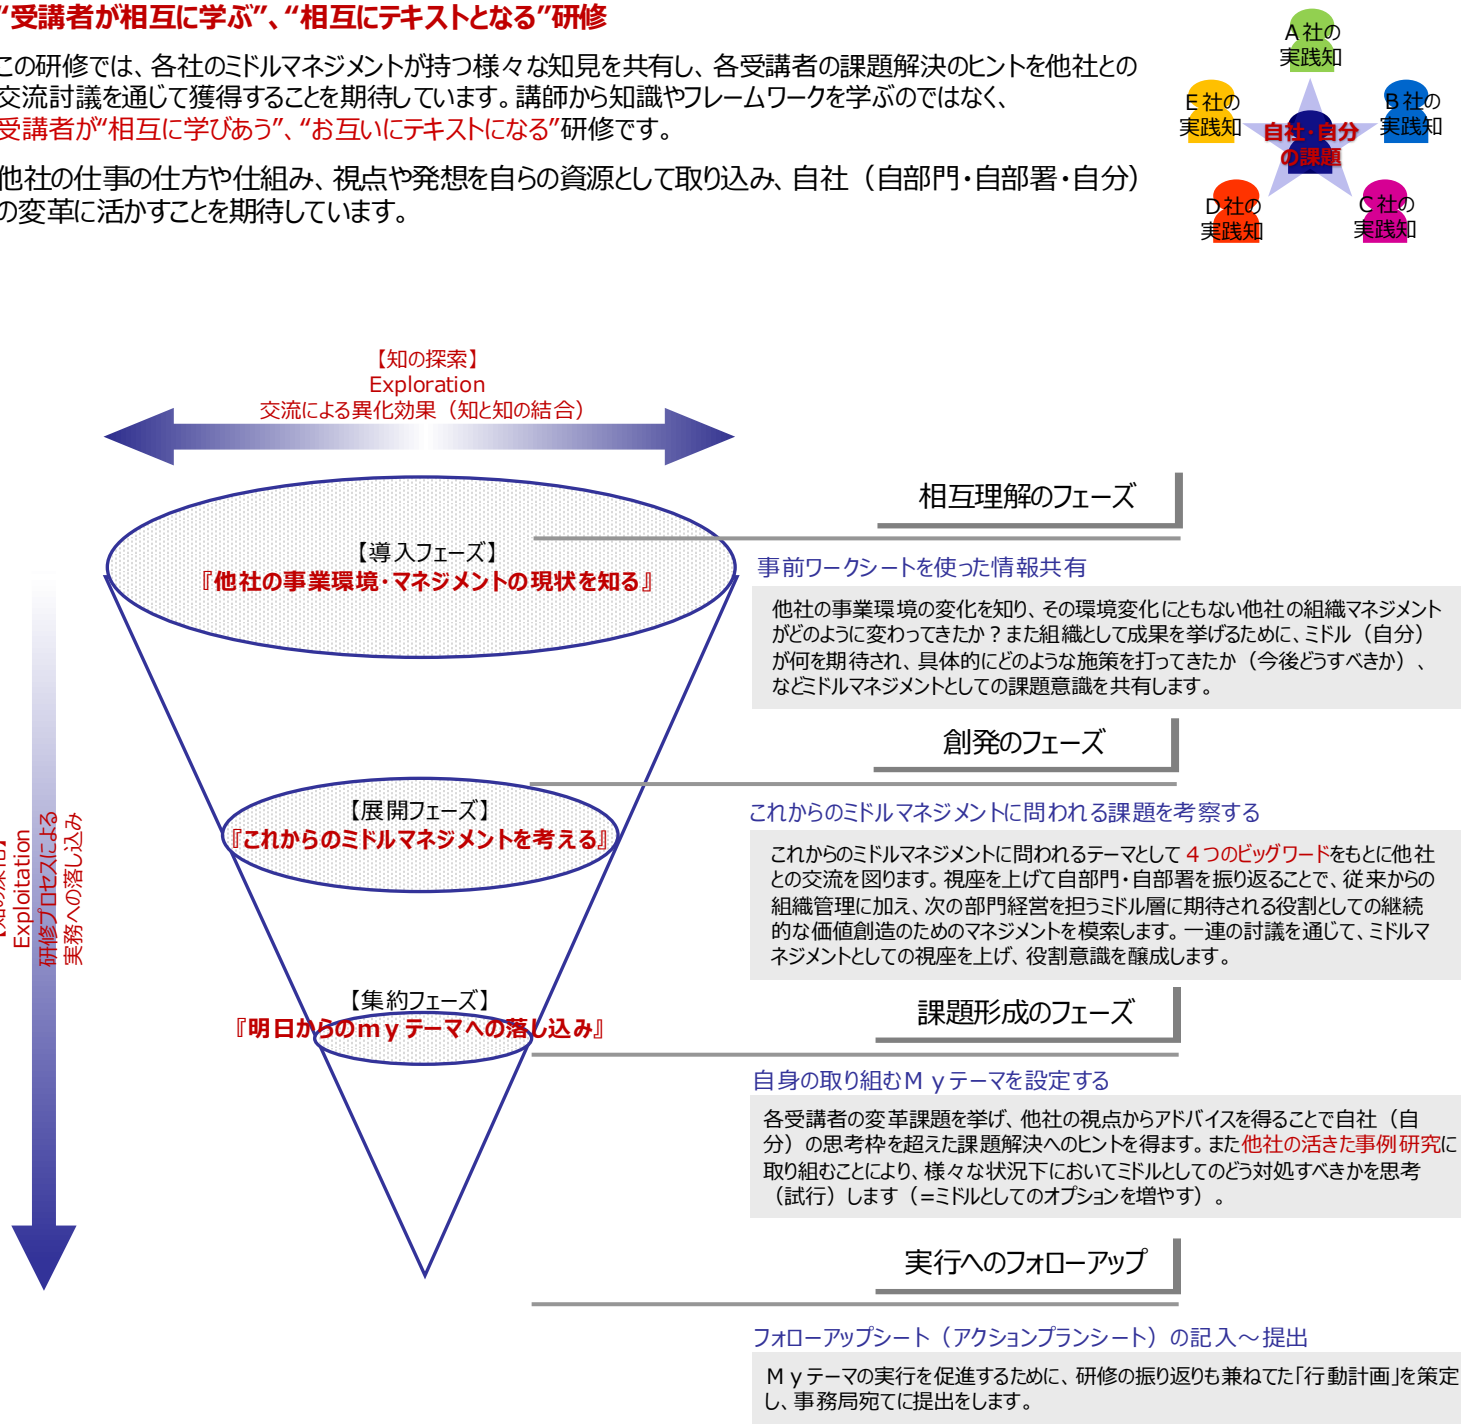 “受講者が相互に学ぶ”、“相互にテキストとなる”研修
この研修では、各社のミドルマネジメントが持つ様々な知見を共有し、各受講者の課題解決のヒントを他社との
交流討議を通じて獲得することを期待しています。講師から知識やフレームワークを学ぶのではなく、
受講者が“相互に学びあう”、“お互いにテキストになる”研修です。
他社の仕事の仕方や仕組み、視点や発想を自らの資源として取り込み、自社（自部門・自部署・自分）
の変革に活かすことを期待しています。
A社の
実践知
E社の
実践知
B社の
実践知
自社・自分
の課題
D社の
実践知
C社の
実践知
【知の探索】
Exploration
交流による異化効果（知と知の結合）
【導入フェーズ】
『他社の事業環境・マネジメントの現状を知る』
【展開フェーズ】
『これからのミドルマネジメントを考える』
【集約フェーズ】
『明日からのｍｙテーマへの落し込み』
Exploitation
研修プロセスによる
実務への落し込み
相互理解のフェーズ
事前ワークシートを使った情報共有
他社の事業環境の変化を知り、その環境変化にともない他社の組織マネジメント
がどのように変わってきたか？また組織として成果を挙げるために、ミドル（自分）
が何を期待され、具体的にどのような施策を打ってきたか（今後どうすべきか）、
などミドルマネジメントとしての課題意識を共有します。
創発のフェーズ
これからのミドルマネジメントに問われる課題を考察する
これからのミドルマネジメントに問われるテーマとして４つのビッグワードをもとに他社
との交流を図ります。視座を上げて自部門・自部署を振り返ることで、従来からの
組織管理に加え、次の部門経営を担うミドル層に期待される役割としての継続
的な価値創造のためのマネジメントを模索します。一連の討議を通じて、ミドルマ
ネジメントとしての視座を上げ、役割意識を醸成します。
課題形成のフェーズ
自身の取り組むＭｙテーマを設定する
各受講者の変革課題を挙げ、他社の視点からアドバイスを得ることで自社（自
分）の思考枠を超えた課題解決へのヒントを得ます。また他社の活きた事例研究に
取り組むことにより、様々な状況下においてミドルとしてのどう対処すべきかを思考
（試行）します（=ミドルとしてのオプションを増やす）。
実行へのフォローアップ
フォローアップシート（アクションプランシート）の記入～提出
Ｍｙテーマの実行を促進するために、研修の振り返りも兼ねてた「行動計画」を策定
し、事務局宛てに提出をします。